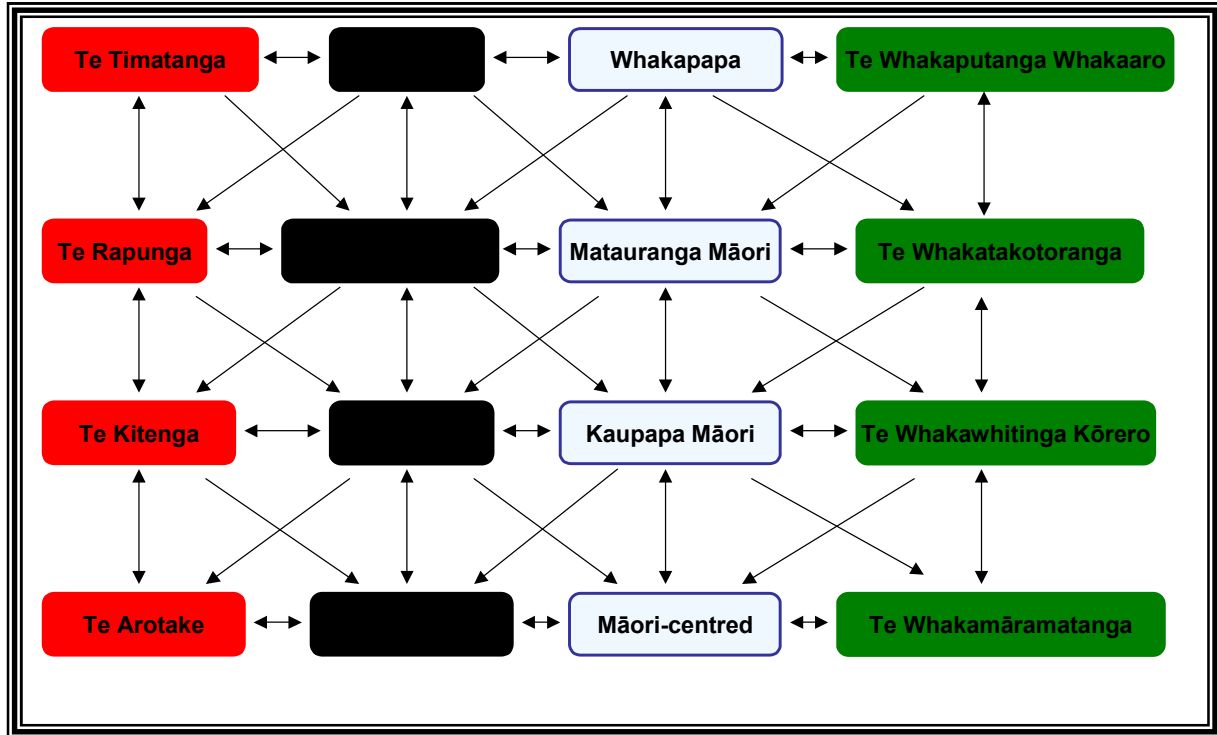 Te Timatanga
Whakapapa
Te Whakaputanga Whakaaro
Te Rapunga
Matauranga Māori
Te Whakatakotoranga
Te Kitenga
Kaupapa Māori
Te Whakawhitinga Kōrero
Te Arotake
Māori-centred
Te Whakamāramatanga